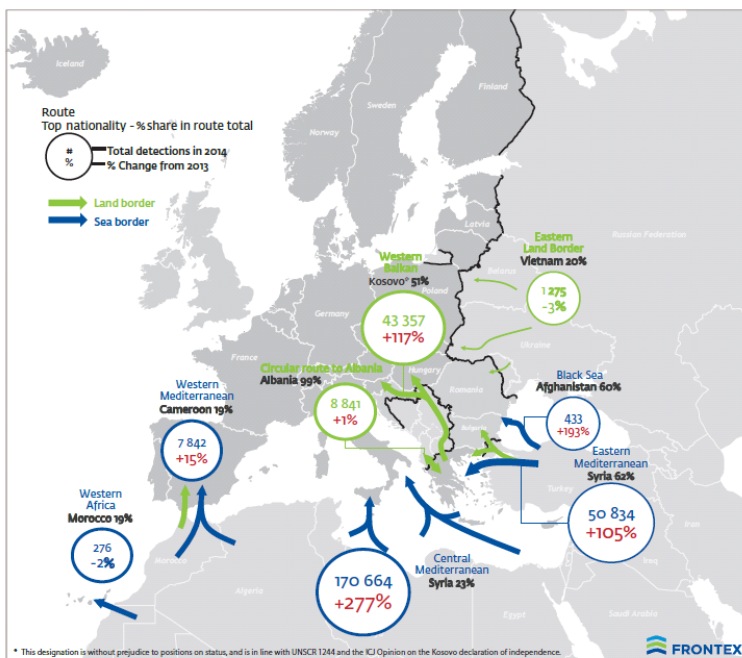 Iceland
Finland
Sweden
Norway
Route
Top nationality - % share in route total
#
%
Total detections in 2014
% Change from 2013
Land border
Sea border
Latvia
Russian Federation
Eastern
Land Border
Vietnam 20%
1 275
-3%
Belarus
Western
Balkan
Kosovo* 51%
43 357
+117%
Poland
Germany
Ukraine
France
Circular route to Albania
Albania 99%
8 841
+1%
Hungary
Romania
Bulgaria
Black Sea
Afghanistan 60%
433
+193%
Western
Mediterranean
Cameroon 19%
7 842
+15%
Eastern
Mediterranean
Syria 62%
50 834
+105%
Turkey
Western
Africa
Morocco 19%
276
-2%
Central
Mediterranean
Syria 23%
170 664
+277%
Morocco
Algeria
Egypt
Iraq
Iran
Saudi Arabia
* This designation is without prejudice to positions on status, and is in line with UNSCR 1244 and the ICJ Opinion on the Kosovo declaration of independence.
FRONTEX